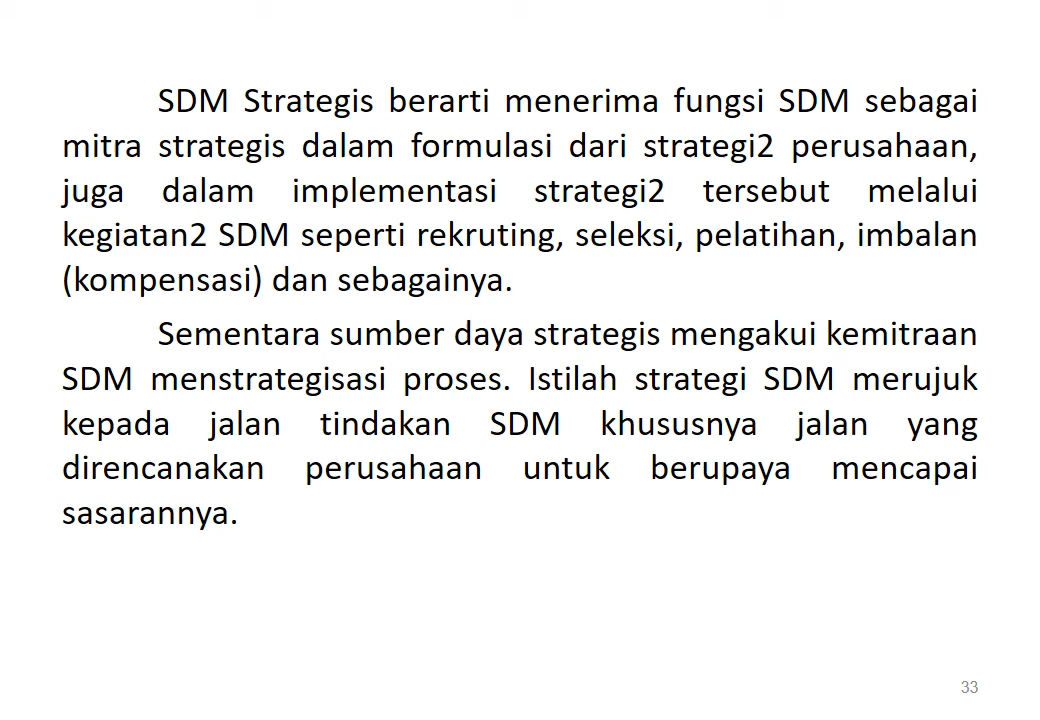 SDM Strategis berarti menerima fungsi SDM sebagai
mitra strategis dalam formulasi dari strategi2 perusahaan,
juga dalam implementasi strategi2 tersebut melalui
kegiatan2 SDM seperti rekruting, seleksi, pelatihan, imbalan
(kompensasi) dan sebagainya.
Sementara sumber daya strategis mengakui kemitraan
SDM menstrategisasi proses. Istilah strategi SDM merujuk
kepada jalan tindakan SDM khususnya jalan yang
direncanakan perusahaan untuk berupaya mencapai
sasarannya.
33